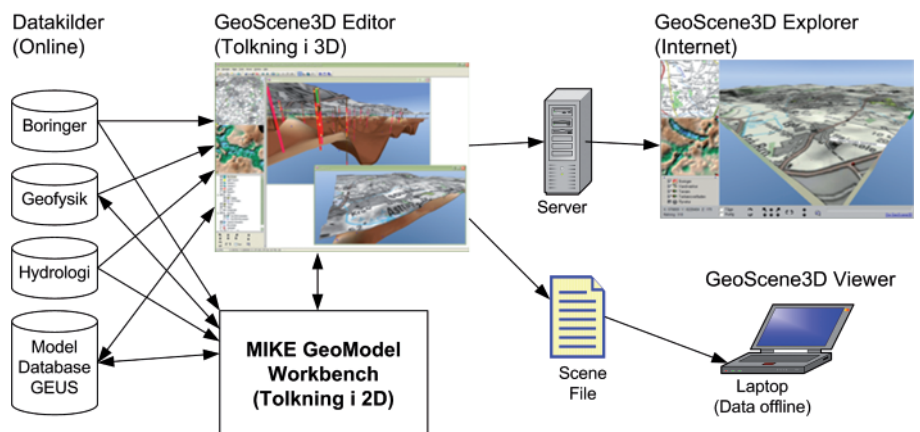 Datakilder
(Online)
GeoScene3D Editor
(Tolkning i 3D)
GeoScene3D Explorer
(Internet)
Boringer
Geofysik
Hydrologi
Model
Database
GEUS
Server
MIKE GeoModel
Workbench
(Tolkning i 2D)
Scene
File
GeoScene3D Viewer
Laptop
(Data offline)